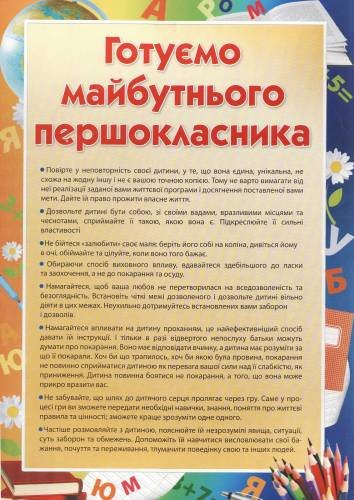 Готуємо
майбутнього
першокласника
• Повірте у неповторність своєї дитини, у те, що вона єдина, унікальна, не
схожа на жодну іншу і не є вашою точною копією. Тому не варто вимагати від
неї реалізації заданої вами життєвої програми і досягнення поставленої вами
мети. Дайте їй право прожити власне життя.
• Дозвольте дитині бути собою, зі своїми вадами, вразливими місцями та
чеснотами, сприймайте її такою, якою вона є. Підкреслюйте її сильні
властивості
• Не бійтеся «залюбити» своє маля: беріть його собі на коліна, дивіться йому
в очі, обіймайте та цілуйте, коли воно того бажає.
• Обираючи спосіб виховного впливу, вдавайтеся здебільшого до ласки
та заохочення, а не до покарання та осуду.
• Намагайтеся, щоб ваша любов не перетворилася на вседозволеність та
безоглядність. Встановіть чіткі межі дозволеного і дозвольте дитині вільно
діяти в цих межах. Неухильно дотримуйтесь встановлених вами заборон
і дозволів.
• Намагайтеся впливати на дитину проханням, це найефективніший спосіб
давати їй інструкції. І тільки в разі відвертого непослуху батьки можуть
думати про покарання. Воно має відповідати вчинку, а дитина має розуміти за
що її покарали. Хоч би що трапилось, хоч би якою була провина, покарання
не повинно сприйматися дитиною як перевага вашої сили над її слабкістю, як
приниження. Дитина повинна боятися не покарання, а того, що вона може
прикро вразити вас.
• Не забувайте, що шлях до дитячого серця пролягає через гру. Саме у про-
цесі гри ви зможете передати необхідні навички, знання, поняття про життєві
правила та цінності; зможете краще зрозуміти одне одного.
• Частіше розмовляйте з дитиною, пояснюйте їй незрозумілі явища, ситуації,
суть заборон та обмежень. Допоможіть їй навчитися висловлювати свої ба-
жання, почуття та переживання, тлумачити поведінку свою та інших людей.